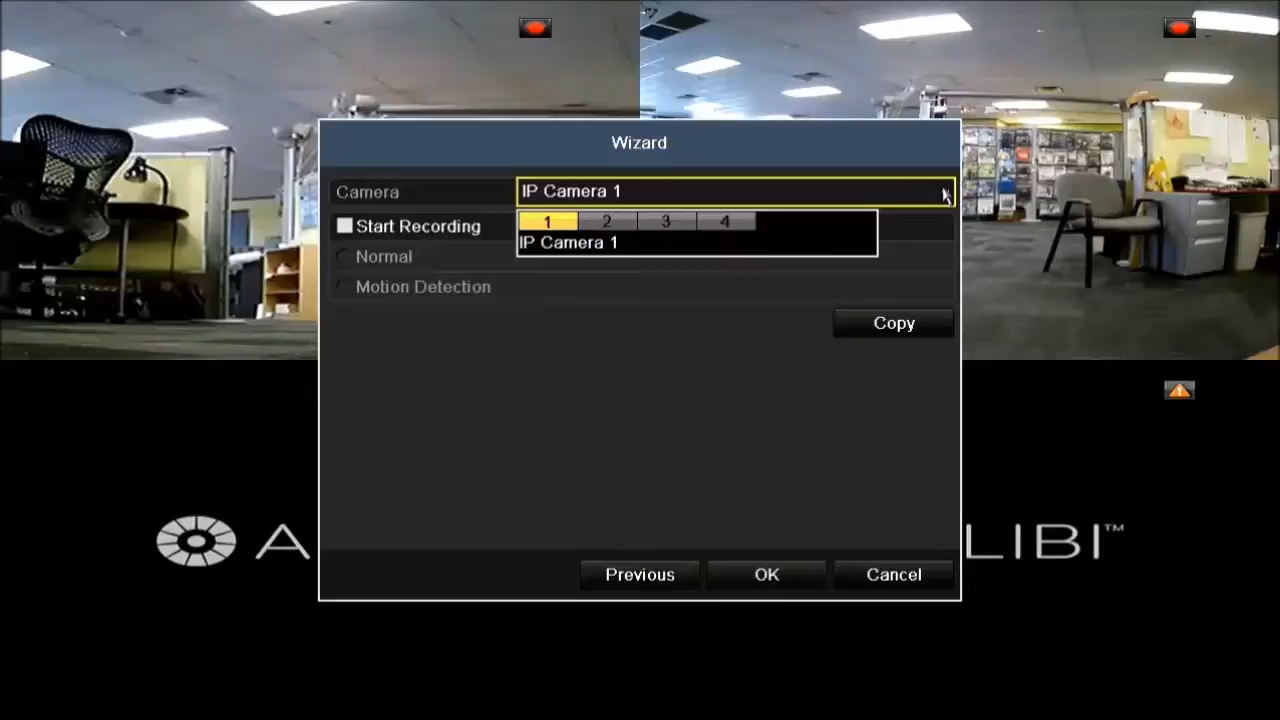 Wizard
Camera IP Camera 1
1 2 3 4
IP Camera 1
Start Recording
Normal
Motion Detection
Copy
A LIBI™
Previous OK Cancel